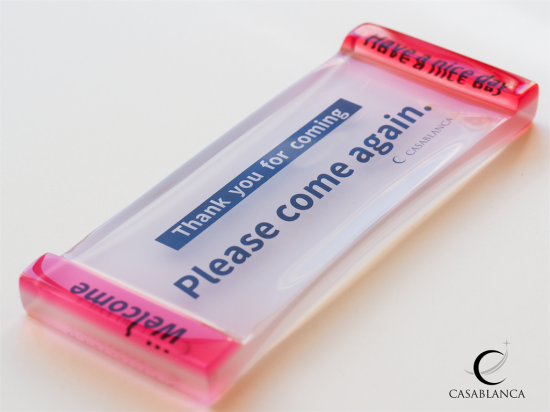 Have a nice day
Thank you for coming
Please come again.
CASABLANCA
Welcome...
CASABLANCA